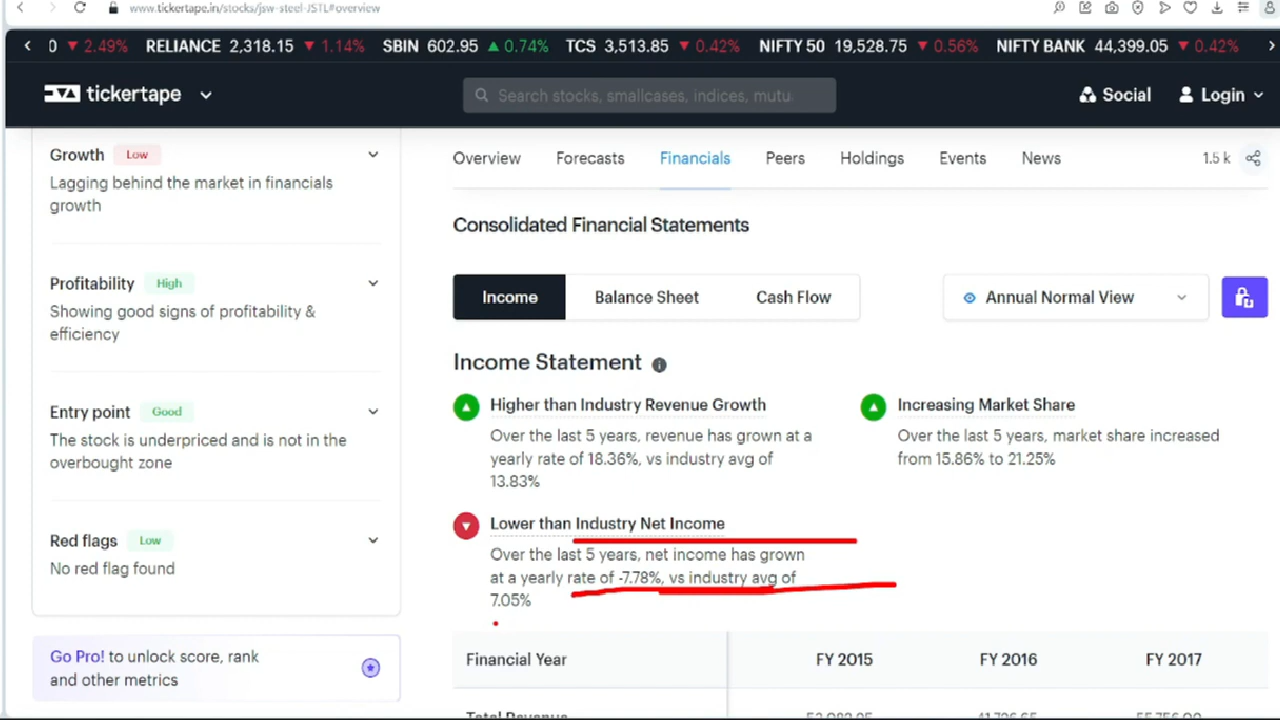 www.tickertape.in/stocks/jsw-steel-JSTL#overview
0 ▼ 2.49% RELIANCE 2,318.15 ▼ 1.14% SBIN 602.95 ▲ 0.74% TCS 3,513.85 ▼ 0.42% NIFTY 50 19,528.75 ▼ 0.56% NIFTY BANK 44,399.05 ▼ 0.42%
tickertape
Search stocks, smallcases, indices, mutu
Social
Login
Growth Low
Lagging behind the market in financials
growth
Profitability High
Showing good signs of profitability &
efficiency
Entry point Good
The stock is underpriced and is not in the
overbought zone
Red flags Low
No red flag found
Go Pro! to unlock score, rank
and other metrics
Overview Forecasts Financials Peers Holdings Events News 1.5 k
Consolidated Financial Statements
Income Balance Sheet Cash Flow Annual Normal View
Income Statement
Higher than Industry Revenue Growth
Over the last 5 years, revenue has grown at a
yearly rate of 18.36%, vs industry avg of
13.83%
Increasing Market Share
Over the last 5 years, market share increased
from 15.86% to 21.25%
Lower than Industry Net Income
Over the last 5 years, net income has grown
at a yearly rate of -7.78%, vs industry avg of
7.05%
Financial Year FY 2015 FY 2016 FY 2017
Total Revenue